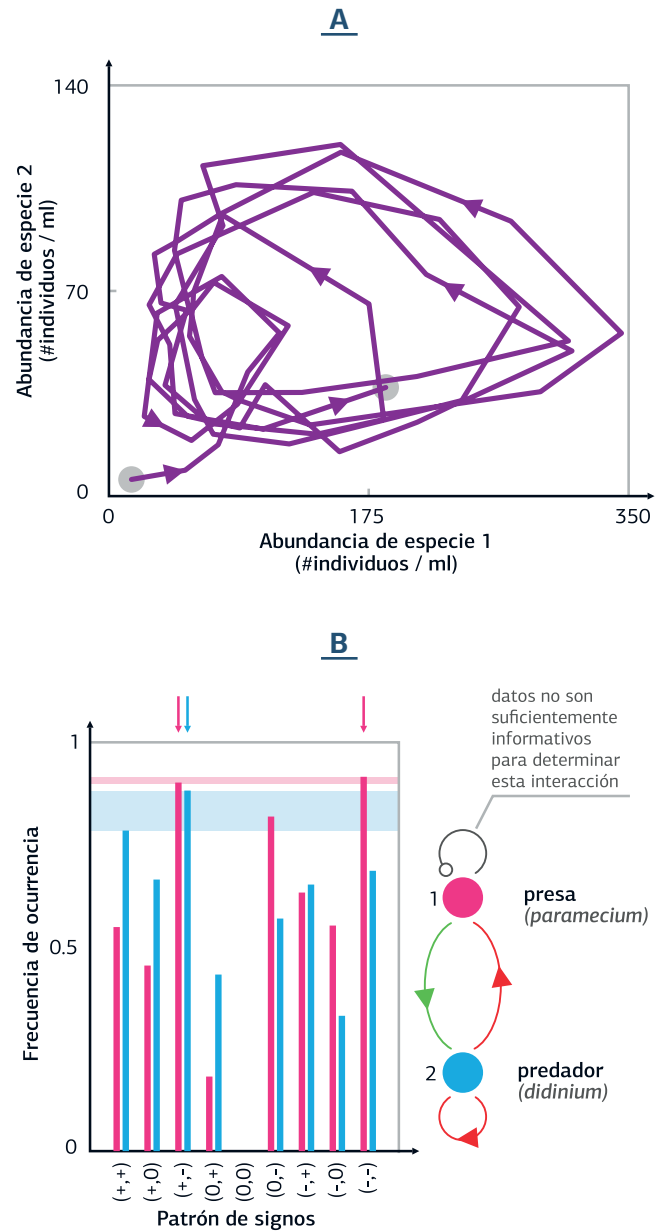 A
140
70
0
0
175
350
Abundancia de especie 2
(#individuos / ml)
Abundancia de especie 1
(#individuos / ml)
B
datos no son
suficientemente
informativos
para determinar
esta interacción
1
0.5
0
Frecuencia de ocurrencia
(+,+)
(+,0)
(+,-)
(0,+)
(0,0)
(0,-)
(-,+)
(-,0)
(-,-)
Patrón de signos
1
presa
(paramecium)
2
predador
(didinium)